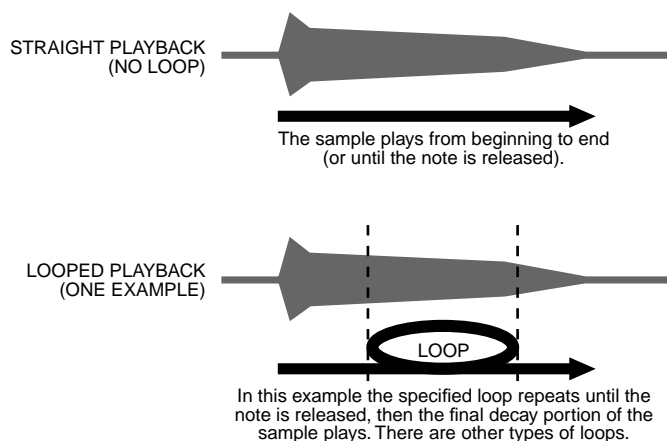 STRAIGHT PLAYBACK
(NO LOOP)
The sample plays from beginning to end
(or until the note is released).
LOOPED PLAYBACK
(ONE EXAMPLE)
LOOP
In this example the specified loop repeats until the
note is released, then the final decay portion of the
sample plays. There are other types of loops.